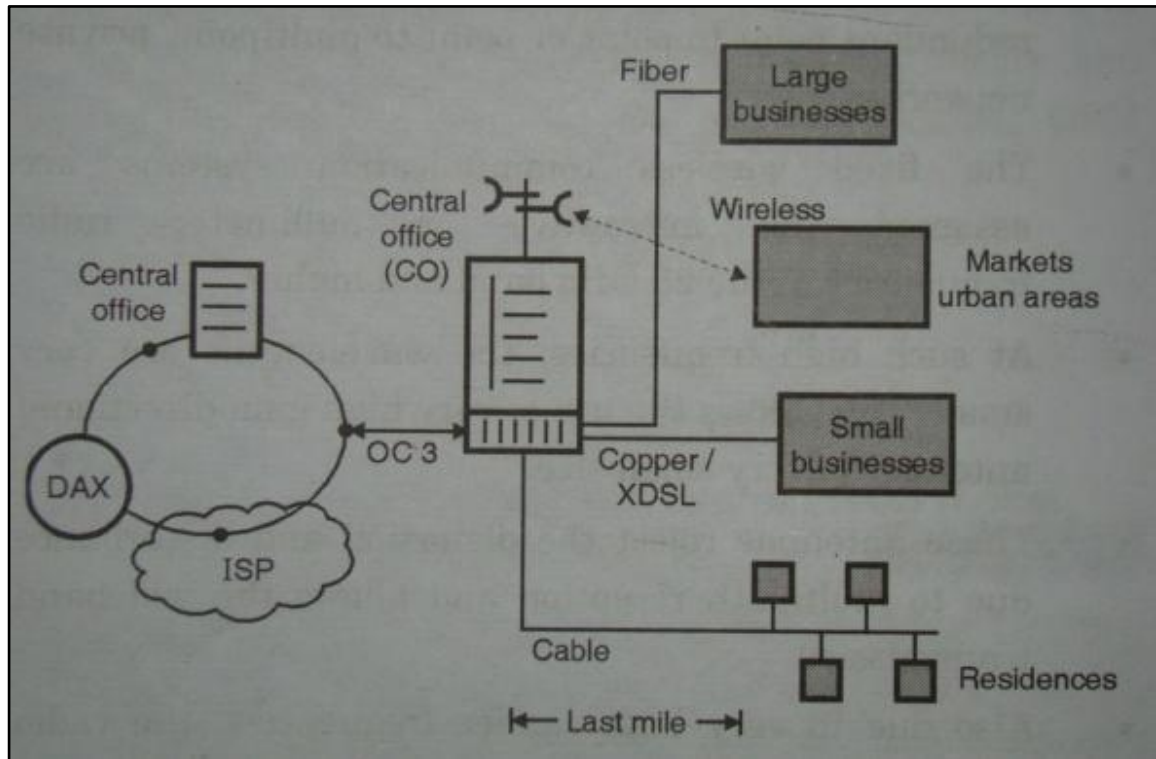 Fiber
Large
businesses
Central
office
(CO)
Wireless
Markets
urban areas
Central
office
OC 3
DAX
ISP
Copper /
XDSL
Small
businesses
Cable
Residences
Last mile